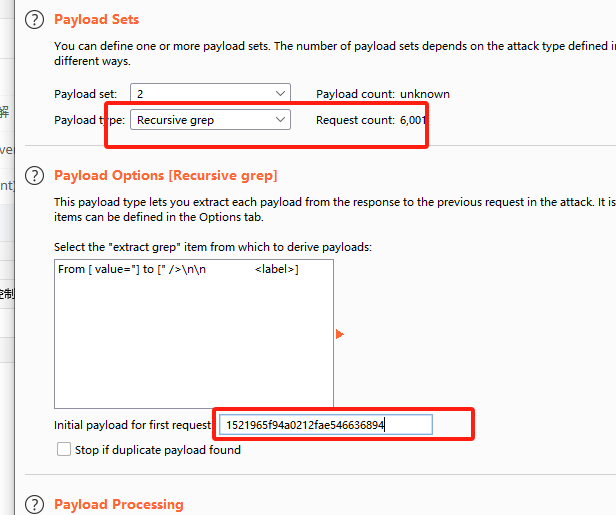 Payload Sets
You can define one or more payload sets. The number of payload sets depends on the attack type defined in
different ways.
解
Payload set: 2 Payload count: unknown
Payload type: Recursive grep Request count: 6,001
ver
Payload Options [Recursive grep]
ent)
This payload type lets you extract each payload from the response to the previous request in the attack. It is
items can be defined in the Options tab.
Select the "extract grep" item from which to derive payloads:
From [ value="] to [" />\n\n <label>]
控制
Initial payload for first request: 1521965f94a0212fae546636894
Stop if duplicate payload found
Payload Processing